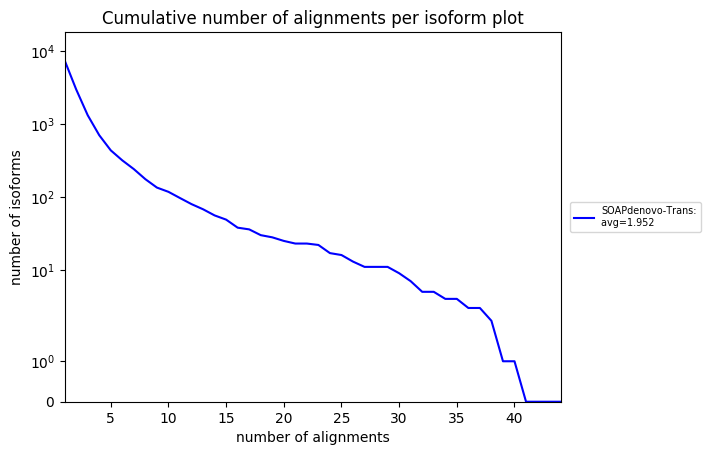 Cumulative number of alignments per isoform plot
number of isoforms
10^4
10^3
10^2
10^1
10^0
0
5 10 15 20 25 30 35 40
number of alignments
SOAPdenovo-Trans:
avg=1.952